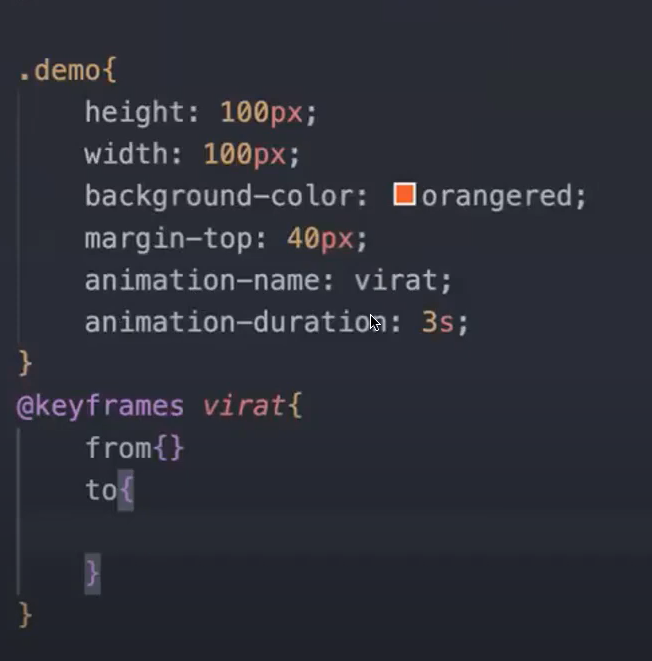 .demo{
    height: 100px;
    width: 100px;
    background-color: orangered;
    margin-top: 40px;
    animation-name: virat;
    animation-duration: 3s;
}
@keyframes virat{
    from{}
    to{
    }
}